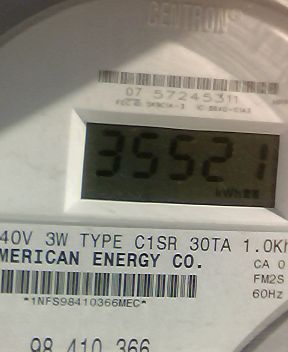 CENTRON
07 57245311
35521
kWh
40V 3W TYPE C1SR 30TA 1.0Kh
MERICAN ENERGY CO.
CA 0
FM2S
60Hz
*1NFS98410366MEC*
98 410 366